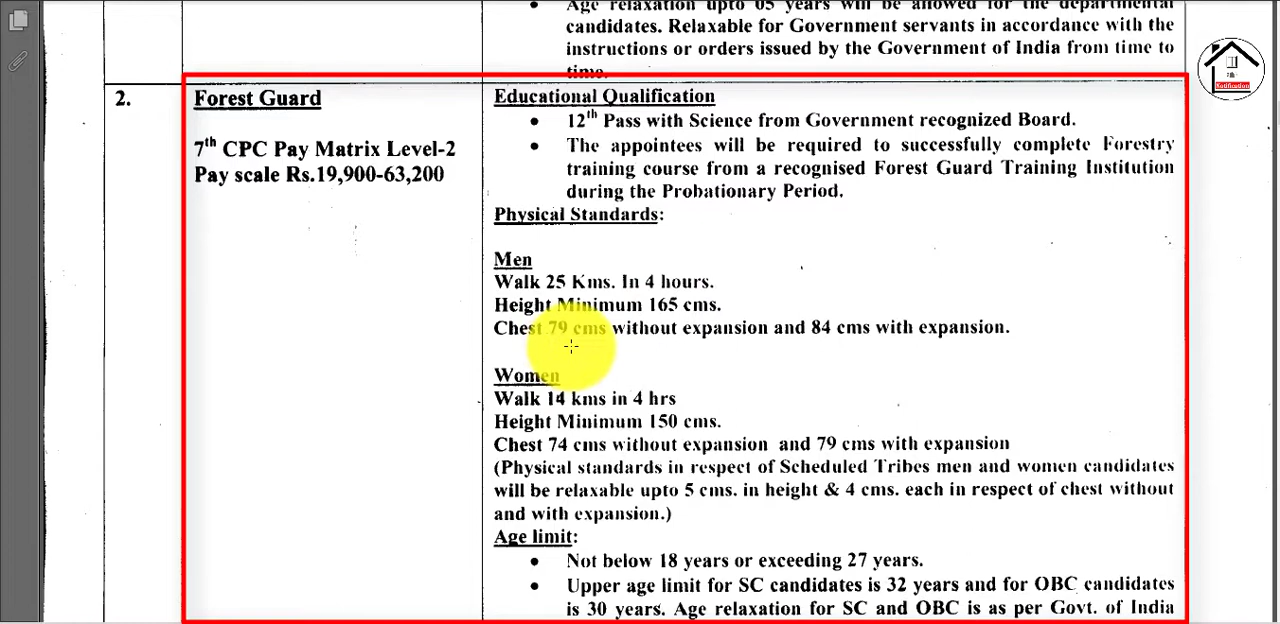 Age relaxation upto 05 years will be allowed for the departmental
candidates. Relaxable for Government servants in accordance with the
instructions or orders issued by the Government of India from time to
time.
2.
Forest Guard
7th CPC Pay Matrix Level-2
Pay scale Rs.19,900-63,200
Educational Qualification
• 12th Pass with Science from Government recognized Board.
• The appointees will be required to successfully complete Forestry
training course from a recognised Forest Guard Training Institution
during the Probationary Period.
Physical Standards:
Men
Walk 25 Kms. In 4 hours.
Height Minimum 165 cms.
Chest 79 cms without expansion and 84 cms with expansion.
Women
Walk 14 kms in 4 hrs
Height Minimum 150 cms.
Chest 74 cms without expansion and 79 cms with expansion
(Physical standards in respect of Scheduled Tribes men and women candidates
will be relaxable upto 5 cms. in height & 4 cms. each in respect of chest without
and with expansion.)
Age limit:
• Not below 18 years or exceeding 27 years.
• Upper age limit for SC candidates is 32 years and for OBC candidates
is 30 years. Age relaxation for SC and OBC is as per Govt. of India
Notification